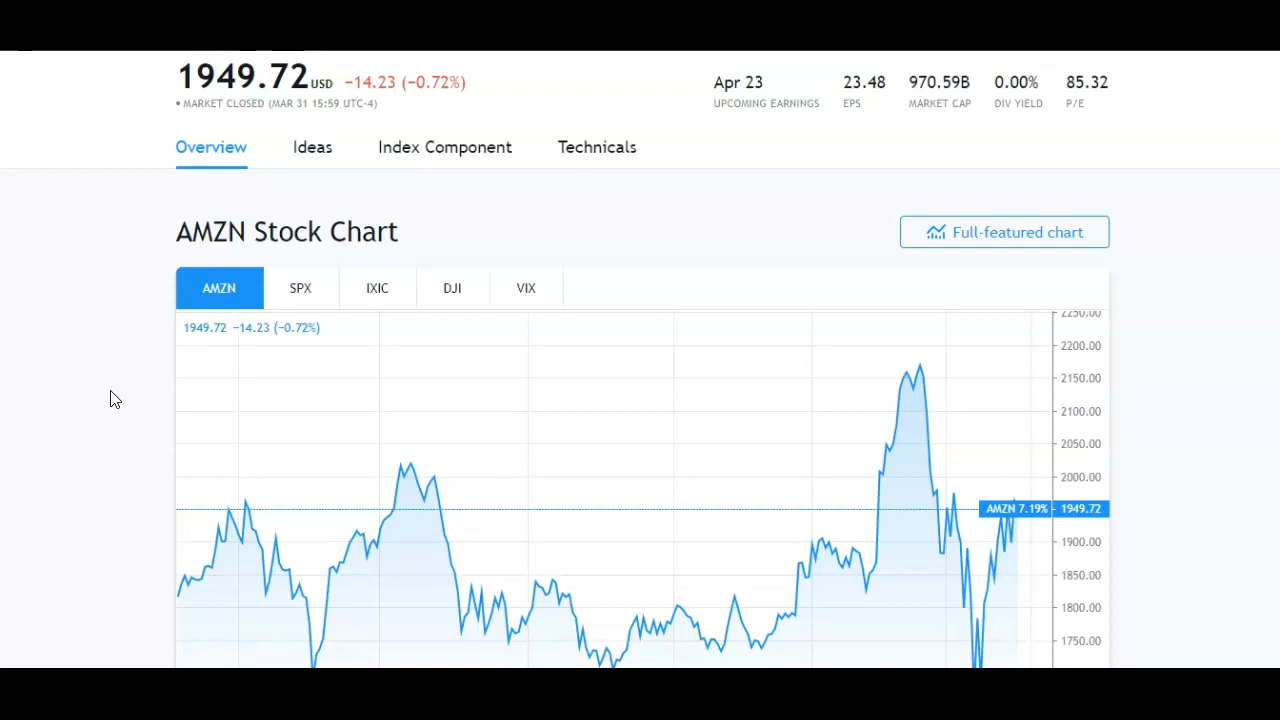 1949.72 USD −14.23 (−0.72%)
• MARKET CLOSED (MAR 31 15:59 UTC-4)
Apr 23 23.48 970.59B 0.00% 85.32
UPCOMING EARNINGS EPS MARKET CAP DIV YIELD P/E
Overview Ideas Index Component Technicals
AMZN Stock Chart
Full-featured chart
AMZN SPX IXIC DJI VIX
1949.72 −14.23 (−0.72%)
2250.00
2200.00
2150.00
2100.00
2050.00
2000.00
AMZN 7.19% 1949.72
1900.00
1850.00
1800.00
1750.00